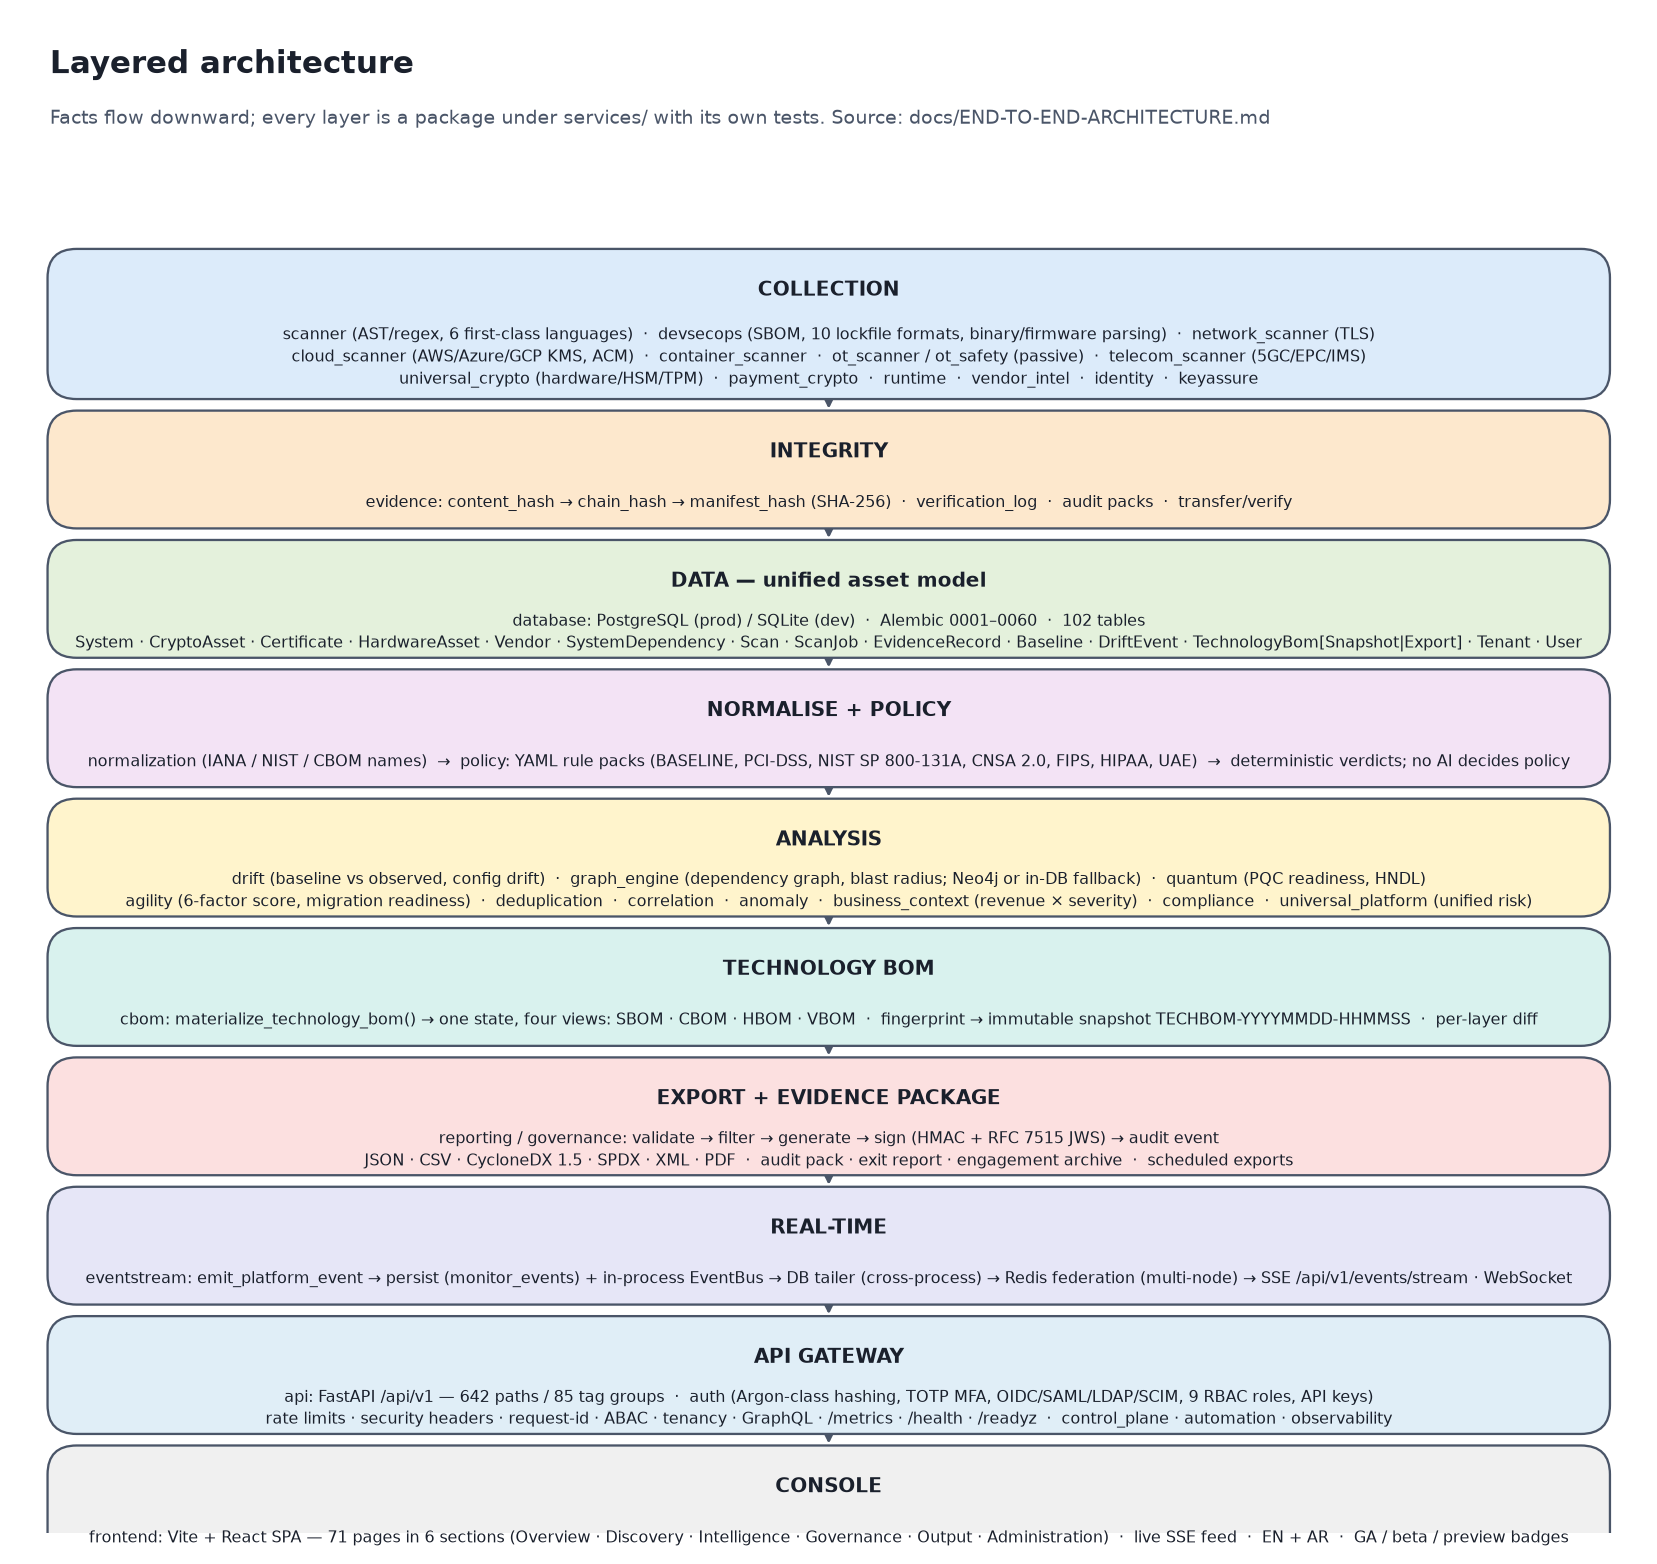 Layered architecture
Facts flow downward; every layer is a package under services/ with its own tests. Source: docs/END-TO-END-ARCHITECTURE.md
COLLECTION
scanner (AST/regex, 6 first-class languages)  ·  devsecops (SBOM, 10 lockfile formats, binary/firmware parsing)  ·  network_scanner (TLS)
cloud_scanner (AWS/Azure/GCP KMS, ACM)  ·  container_scanner  ·  ot_scanner / ot_safety (passive)  ·  telecom_scanner (5GC/EPC/IMS)
universal_crypto (hardware/HSM/TPM)  ·  payment_crypto  ·  runtime  ·  vendor_intel  ·  identity  ·  keyassure
INTEGRITY
evidence: content_hash → chain_hash → manifest_hash (SHA-256)  ·  verification_log  ·  audit packs  ·  transfer/verify
DATA — unified asset model
database: PostgreSQL (prod) / SQLite (dev)  ·  Alembic 0001–0060  ·  102 tables
System · CryptoAsset · Certificate · HardwareAsset · Vendor · SystemDependency · Scan · ScanJob · EvidenceRecord · Baseline · DriftEvent · TechnologyBom[Snapshot|Export] · Tenant · User
NORMALISE + POLICY
normalization (IANA / NIST / CBOM names)  →  policy: YAML rule packs (BASELINE, PCI-DSS, NIST SP 800-131A, CNSA 2.0, FIPS, HIPAA, UAE)  →  deterministic verdicts; no AI decides policy
ANALYSIS
drift (baseline vs observed, config drift)  ·  graph_engine (dependency graph, blast radius; Neo4j or in-DB fallback)  ·  quantum (PQC readiness, HNDL)
agility (6-factor score, migration readiness)  ·  deduplication  ·  correlation  ·  anomaly  ·  business_context (revenue × severity)  ·  compliance  ·  universal_platform (unified risk)
TECHNOLOGY BOM
cbom: materialize_technology_bom() → one state, four views: SBOM · CBOM · HBOM · VBOM  ·  fingerprint → immutable snapshot TECHBOM-YYYYMMDD-HHMMSS  ·  per-layer diff
EXPORT + EVIDENCE PACKAGE
reporting / governance: validate → filter → generate → sign (HMAC + RFC 7515 JWS) → audit event
JSON · CSV · CycloneDX 1.5 · SPDX · XML · PDF  ·  audit pack · exit report · engagement archive  ·  scheduled exports
REAL-TIME
eventstream: emit_platform_event → persist (monitor_events) + in-process EventBus → DB tailer (cross-process) → Redis federation (multi-node) → SSE /api/v1/events/stream · WebSocket
API GATEWAY
api: FastAPI /api/v1 — 642 paths / 85 tag groups  ·  auth (Argon-class hashing, TOTP MFA, OIDC/SAML/LDAP/SCIM, 9 RBAC roles, API keys)
rate limits · security headers · request-id · ABAC · tenancy · GraphQL · /metrics · /health · /readyz  ·  control_plane · automation · observability
CONSOLE
frontend: Vite + React SPA — 71 pages in 6 sections (Overview · Discovery · Intelligence · Governance · Output · Administration)  ·  live SSE feed  ·  EN + AR  ·  GA / beta / preview badges